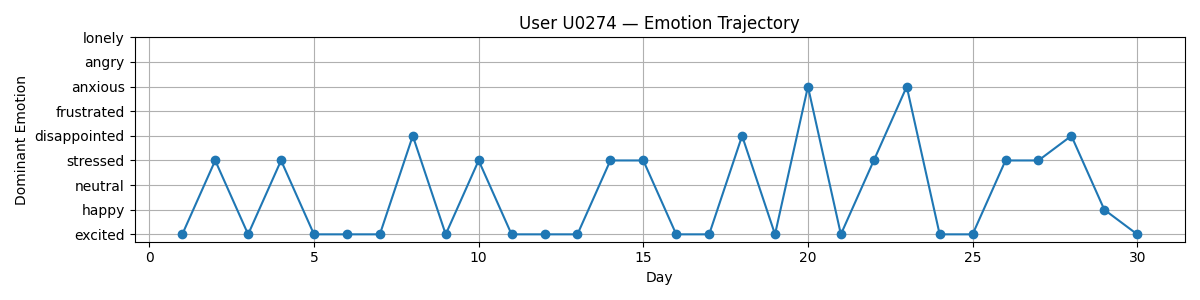 User U0274 — Emotion Trajectory
lonely
angry
anxious
frustrated
disappointed
stressed
neutral
happy
excited
Dominant Emotion
0 5 10 15 20 25 30
Day